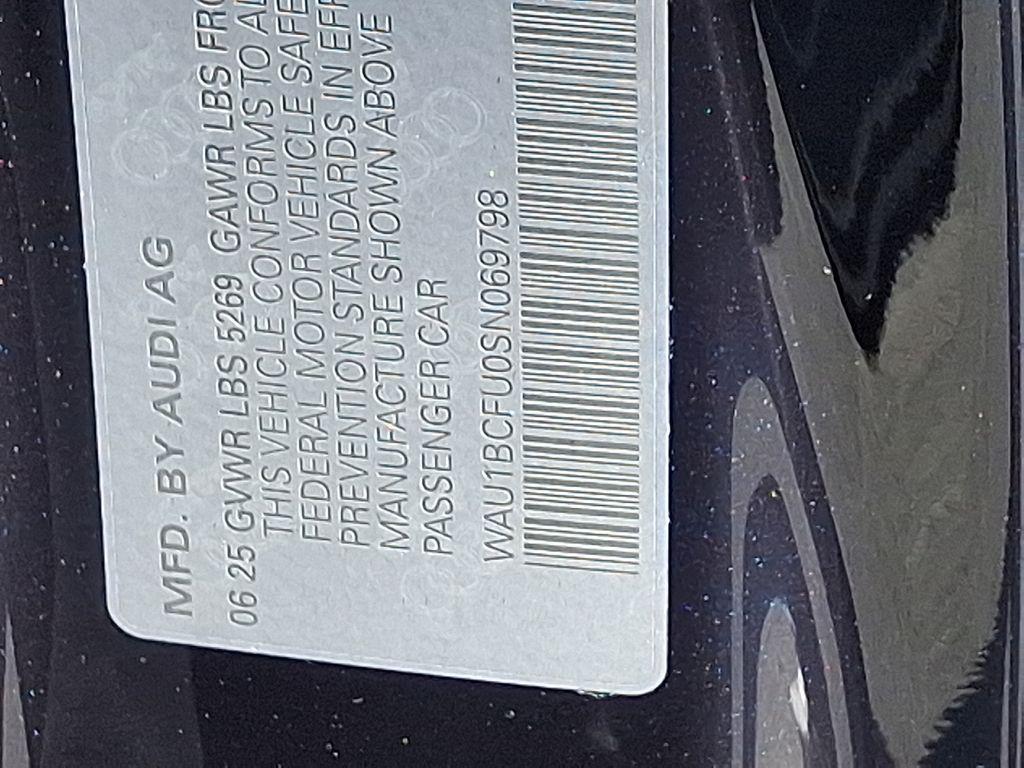 MFD. BY AUDI AG
06 25 GVWR LBS 5269 GAWR LBS
THIS VEHICLE CONFORMS TO
FEDERAL MOTOR VEHICLE
PREVENTION STANDARDS IN
MANUFACTURE SHOWN ABOVE
PASSENGER CAR
WAU1BCFU0SN069798